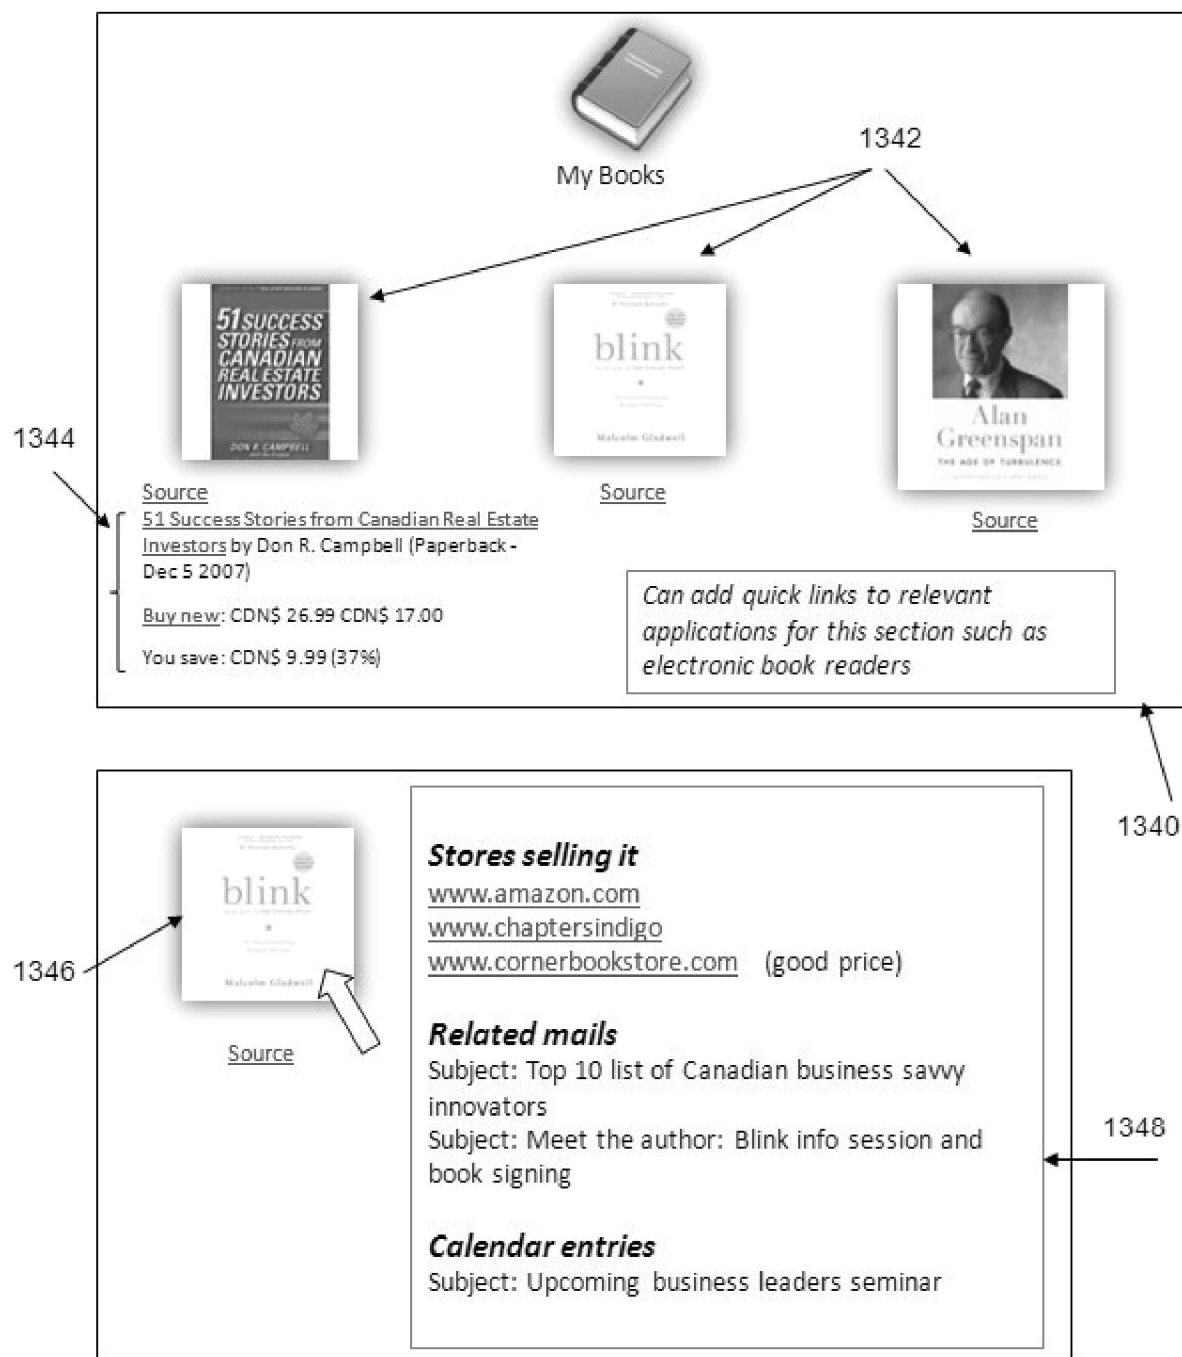 1342
My Books
51 SUCCESS
STORIES FROM
CANADIAN
REAL ESTATE
INVESTORS
DON R. CAMPBELL
blink
Malcolm Gladwell
Alan
Greenspan
THE AGE OF TURBULENCE
1344
Source
Source
Source
51 Success Stories from Canadian Real Estate
Investors by Don R. Campbell (Paperback -
Dec 5 2007)
Buy new: CDN$ 26.99 CDN$ 17.00
You save: CDN$ 9.99 (37%)
Can add quick links to relevant
applications for this section such as
electronic book readers
1340
blink
Malcolm Gladwell
1346
Source
Stores selling it
www.amazon.com
www.chaptersindigo
www.cornerbookstore.com (good price)
Related mails
Subject: Top 10 list of Canadian business savvy
innovators
Subject: Meet the author: Blink info session and
book signing
1348
Calendar entries
Subject: Upcoming business leaders seminar